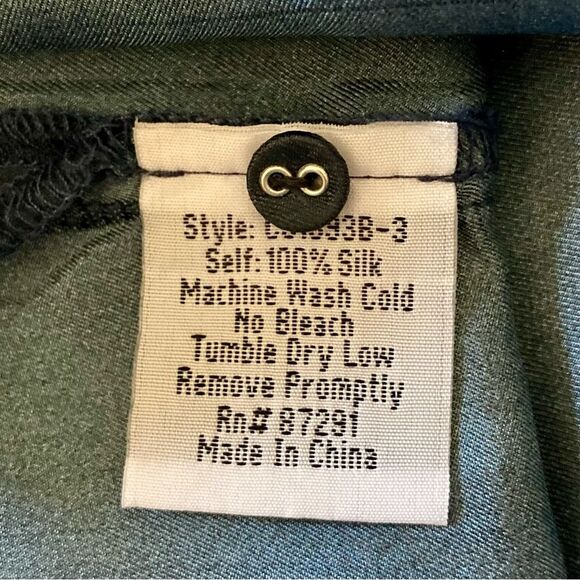 Style:
Self: 100% Silk
Machine Wash Cold
No Bleach
Tumble Dry Low
Remove Promptly
Rn# 87291
Made In China